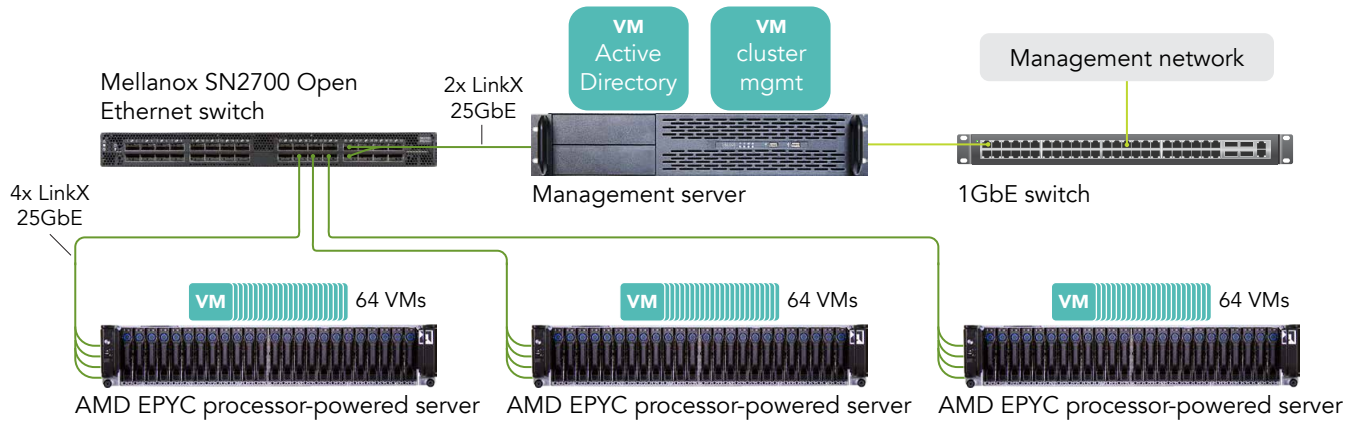 VM
Active
Directory
VM
cluster
mgmt
Management network
Mellanox SN2700 Open
Ethernet switch
2x LinkX
25GbE
Management server
1GbE switch
4x LinkX
25GbE
VM
64 VMs
VM
64 VMs
VM
64 VMs
AMD EPYC processor-powered server
AMD EPYC processor-powered server
AMD EPYC processor-powered server